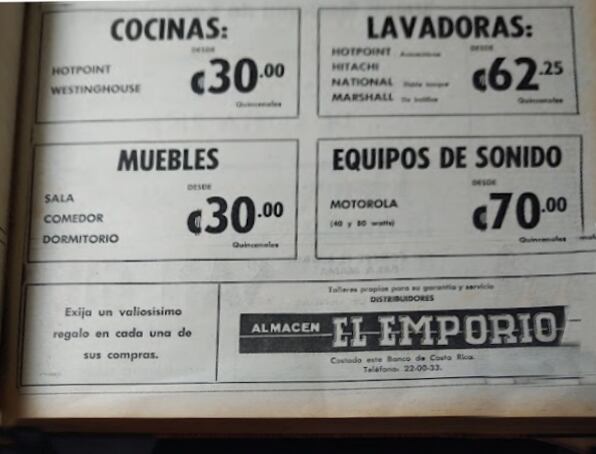 COCINAS:
DESDE
HOTPOINT
WESTINGHOUSE
¢30.00
Quincenales
LAVADORAS:
DESDE
HOTPOINT
HITACHI
NATIONAL
MARSHALL
¢62.25
Quincenales
MUEBLES
DESDE
SALA
COMEDOR
DORMITORIO
¢30.00
Quincenales
EQUIPOS DE SONIDO
DESDE
MOTOROLA
(40 y 80 watts)
¢70.00
Quincenales
Exija un valiosísimo
regalo en cada una de
sus compras.
Talleres propios para su garantía y servicio
DISTRIBUIDORES
ALMACEN EL EMPORIO
Costado este Banco de Costa Rica.
Teléfono: 22-00-33.